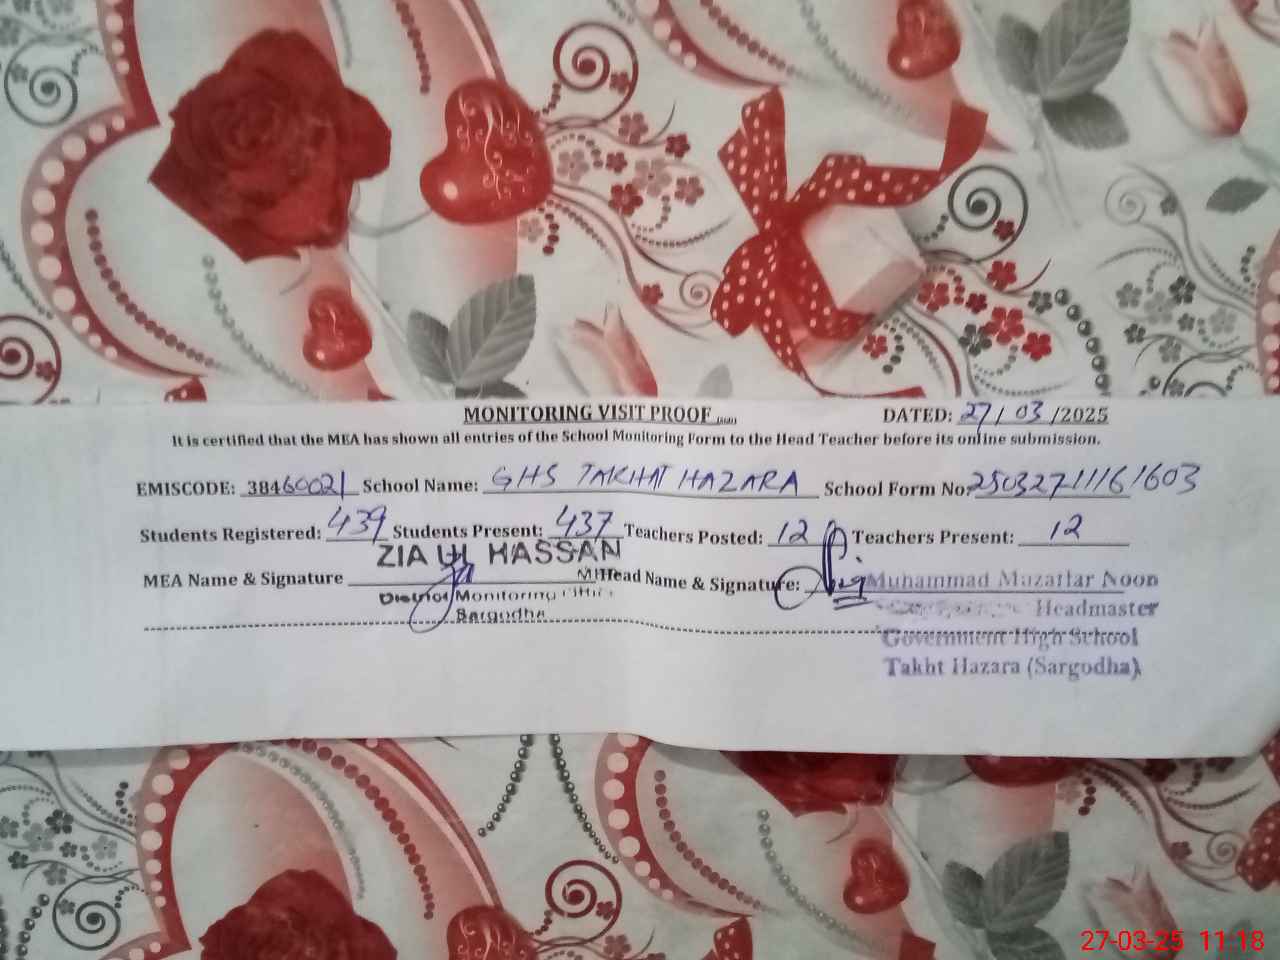 MONITORING VISIT PROOF
DATED: 27/ 03 /2025
It is certified that the MEA has shown all entries of the School Monitoring Form to the Head Teacher before its online submission.
EMISCODE: 38460021 School Name: GHS TAKHAT HAZARA School Form No: 25032711161603
Students Registered: 439 Students Present: 437 Teachers Posted: 12 Teachers Present: 12
ZIA UL HASSAN
MEA Name & Signature Head Name & Signature: Muhammad Muzaffar Noon
District Monitoring Office
Headmaster
Sargodha
Government High School
Takht Hazara (Sargodha)
27-03-25 11:18